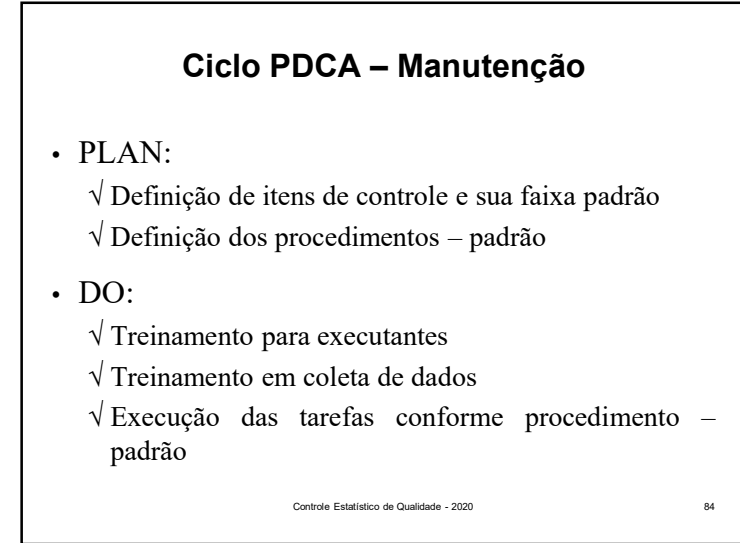 Ciclo PDCA – Manutenção
• PLAN:
√ Definição de itens de controle e sua faixa padrão
√ Definição dos procedimentos – padrão
• DO:
√ Treinamento para executantes
√ Treinamento em coleta de dados
√ Execução das tarefas conforme procedimento –
padrão
Controle Estatístico de Qualidade - 2020 84